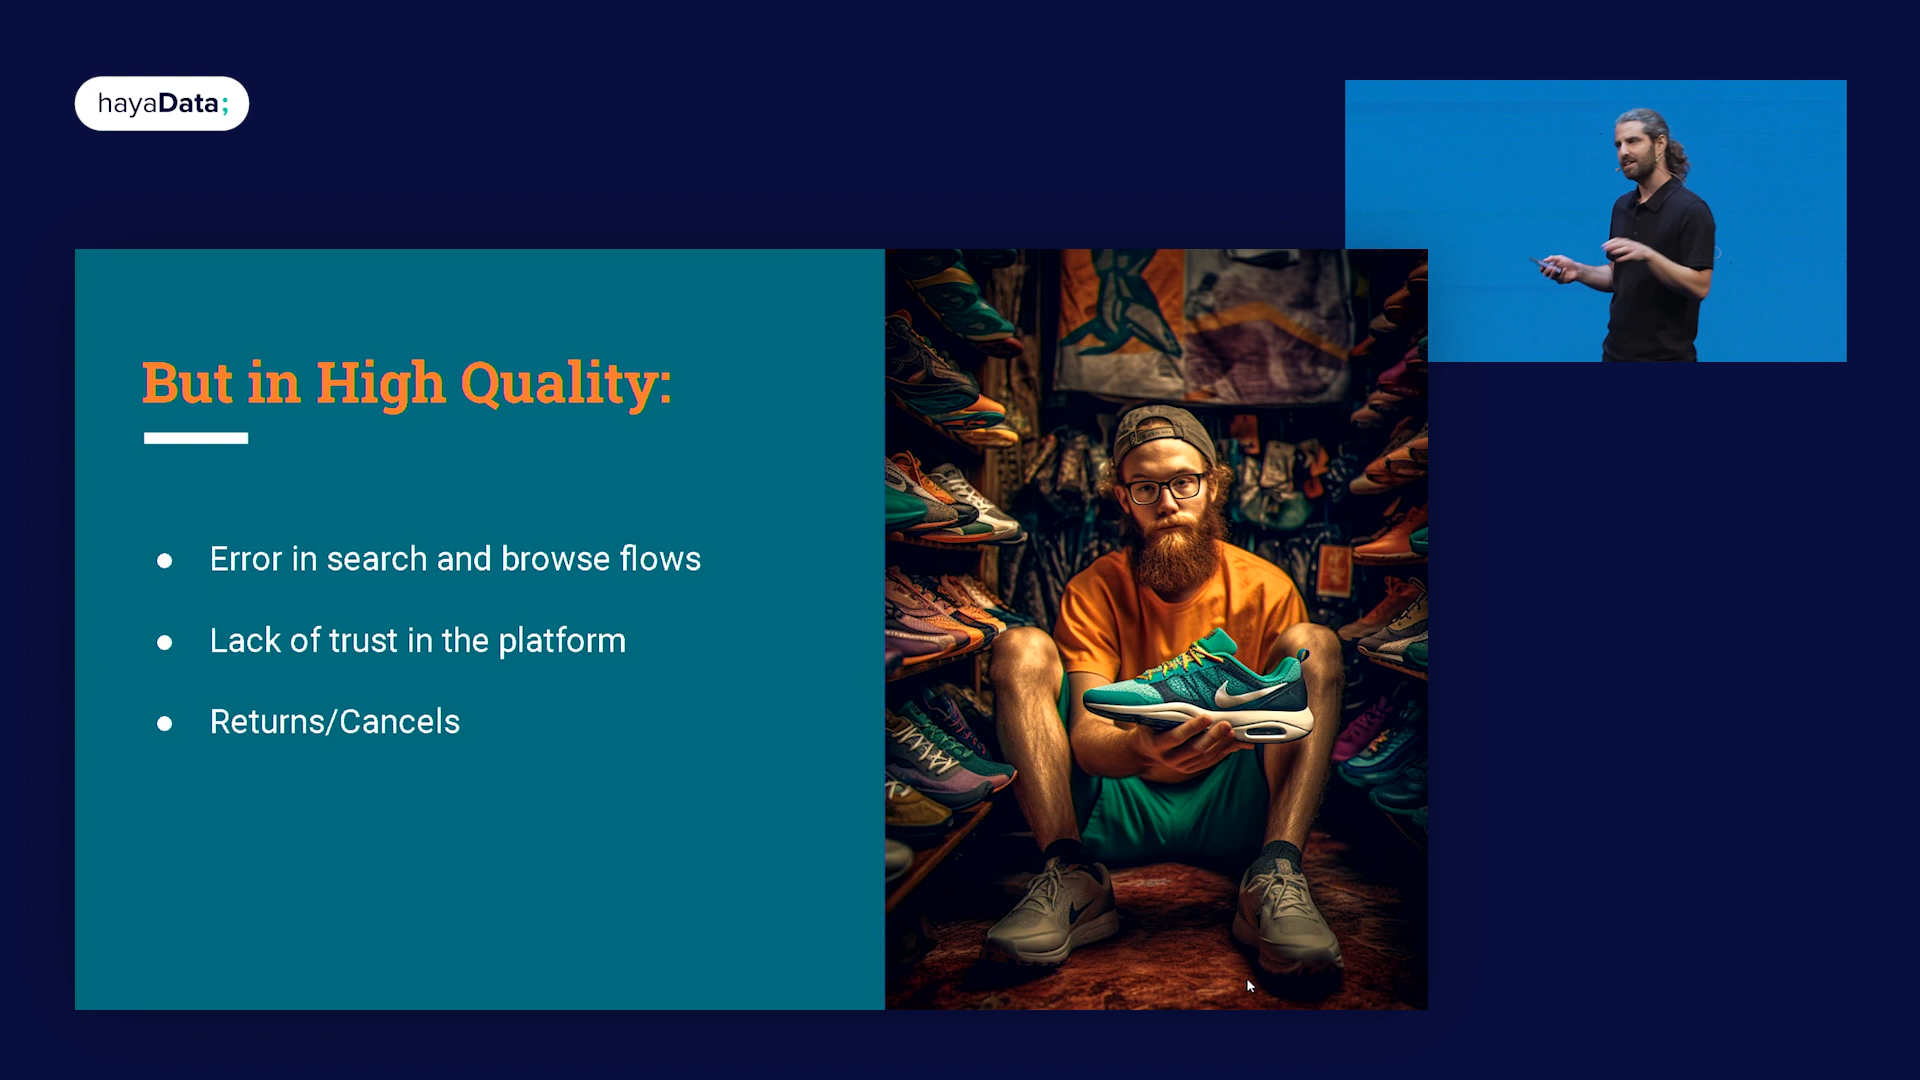 hayaData;
But in High Quality:
● Error in search and browse flows
● Lack of trust in the platform
● Returns/Cancels